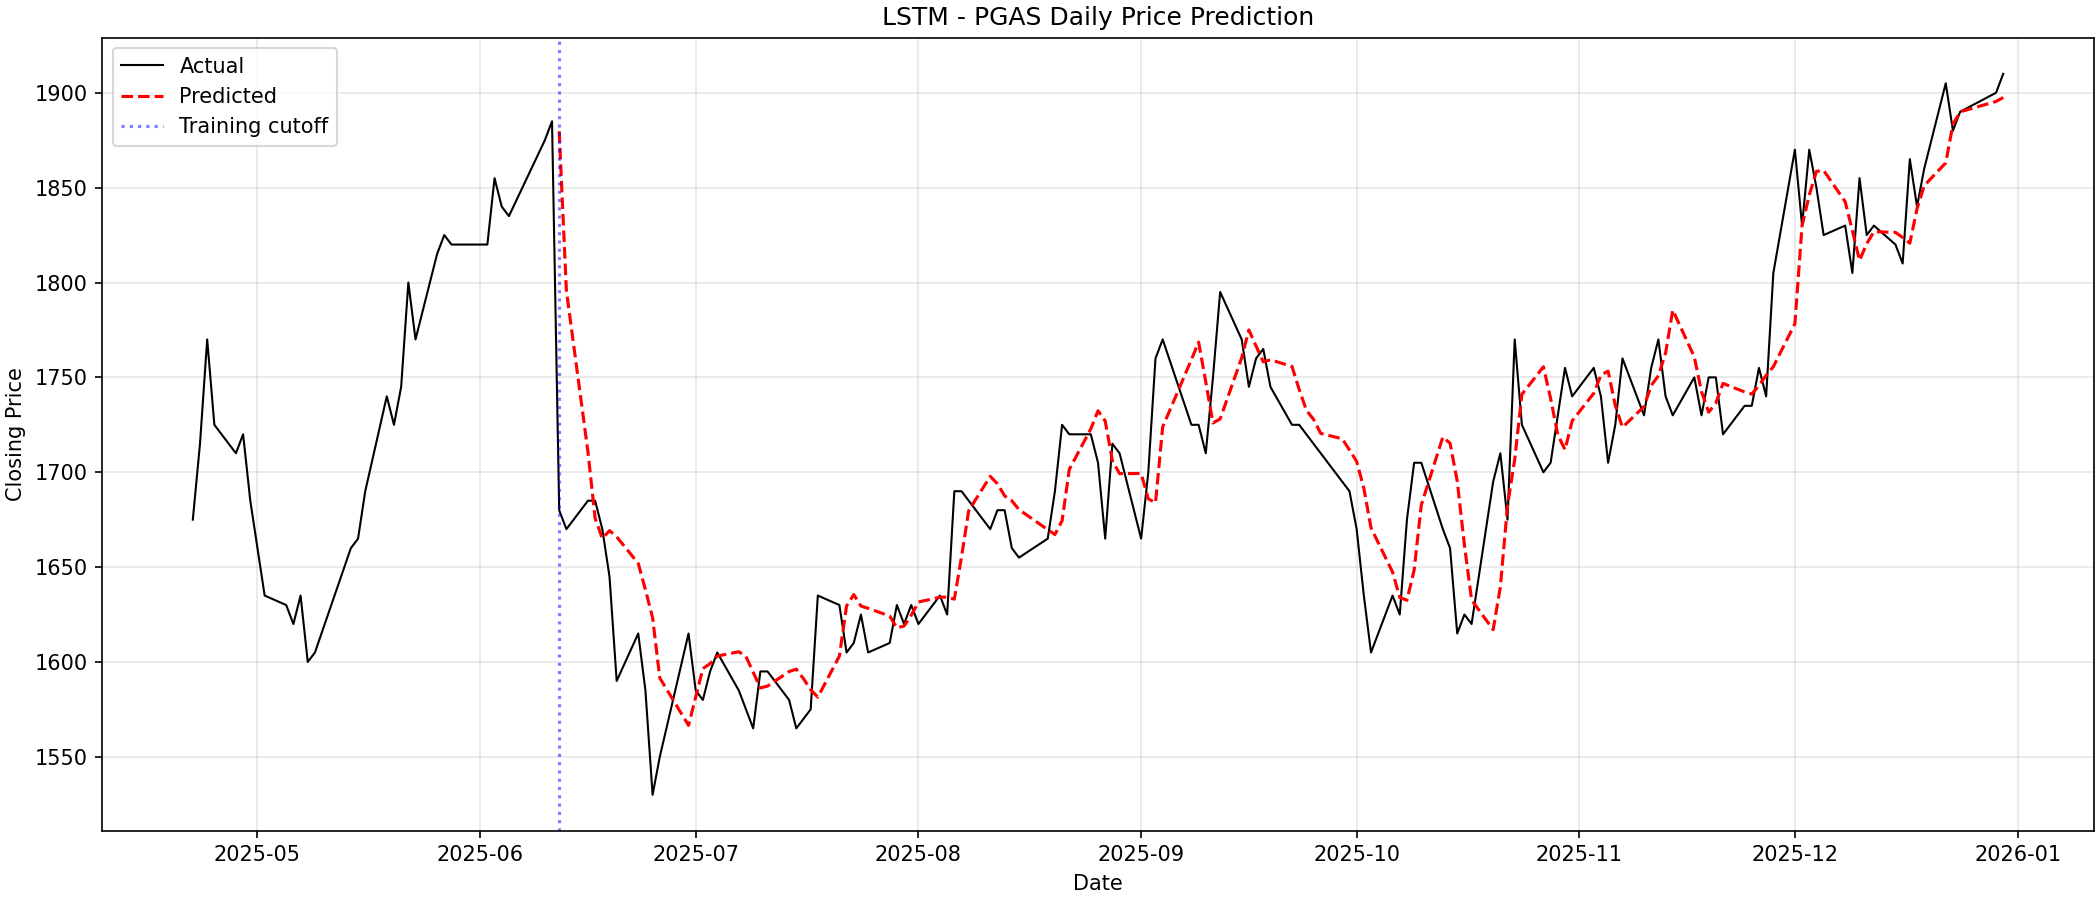 LSTM - PGAS Daily Price Prediction
Actual
Predicted
Training cutoff
Closing Price
1900
1850
1800
1750
1700
1650
1600
1550
2025-05 2025-06 2025-07 2025-08 2025-09 2025-10 2025-11 2025-12 2026-01
Date